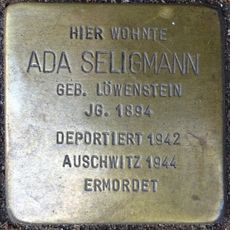 HIER WOHNTE
ADA SELIGMANN
GEB. LÖWENSTEIN
JG. 1894
DEPORTIERT 1942
AUSCHWITZ 1944
ERMORDET